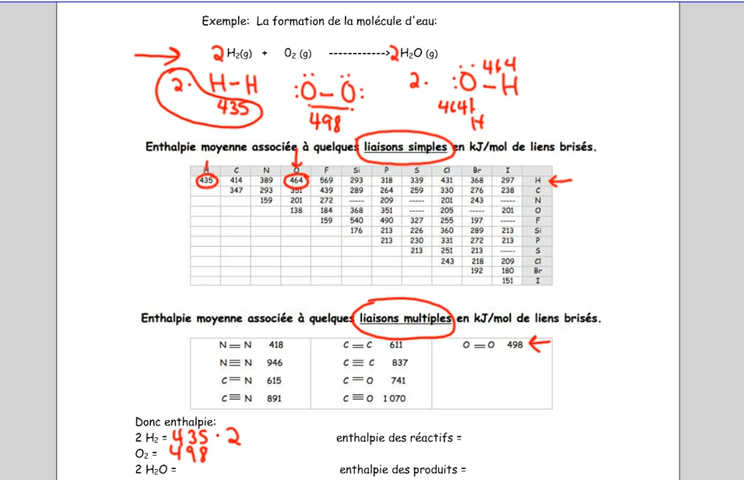 Exemple: La formation de la molécule d'eau:
2 H₂(g) + O₂ (g) ------------> 2 H₂O (g)
2· H–H :Ö–Ö: 2· :Ö–H 464
435 498 464 H
Enthalpie moyenne associée à quelques liaisons simples en kJ/mol de liens brisés.
H C N O F Si P S Cl Br I
435 414 389 464 569 293 318 339 431 368 297 H
347 293 351 439 289 264 259 330 276 238 C
159 201 272 ----- 209 ----- 201 243 ----- N
138 184 368 351 ----- 205 ----- 201 O
159 540 490 327 255 197 ----- F
176 213 226 360 289 213 Si
213 230 331 272 213 P
213 251 213 ----- S
243 218 209 Cl
192 180 Br
151 I
Enthalpie moyenne associée à quelques liaisons multiples en kJ/mol de liens brisés.
N=N 418 C=C 611 O=O 498
N≡N 946 C≡C 837
C=N 615 C=O 741
C≡N 891 C≡O 1 070
Donc enthalpie:
2 H₂ = 435 · 2 enthalpie des réactifs =
O₂ = 498
2 H₂O = enthalpie des produits =